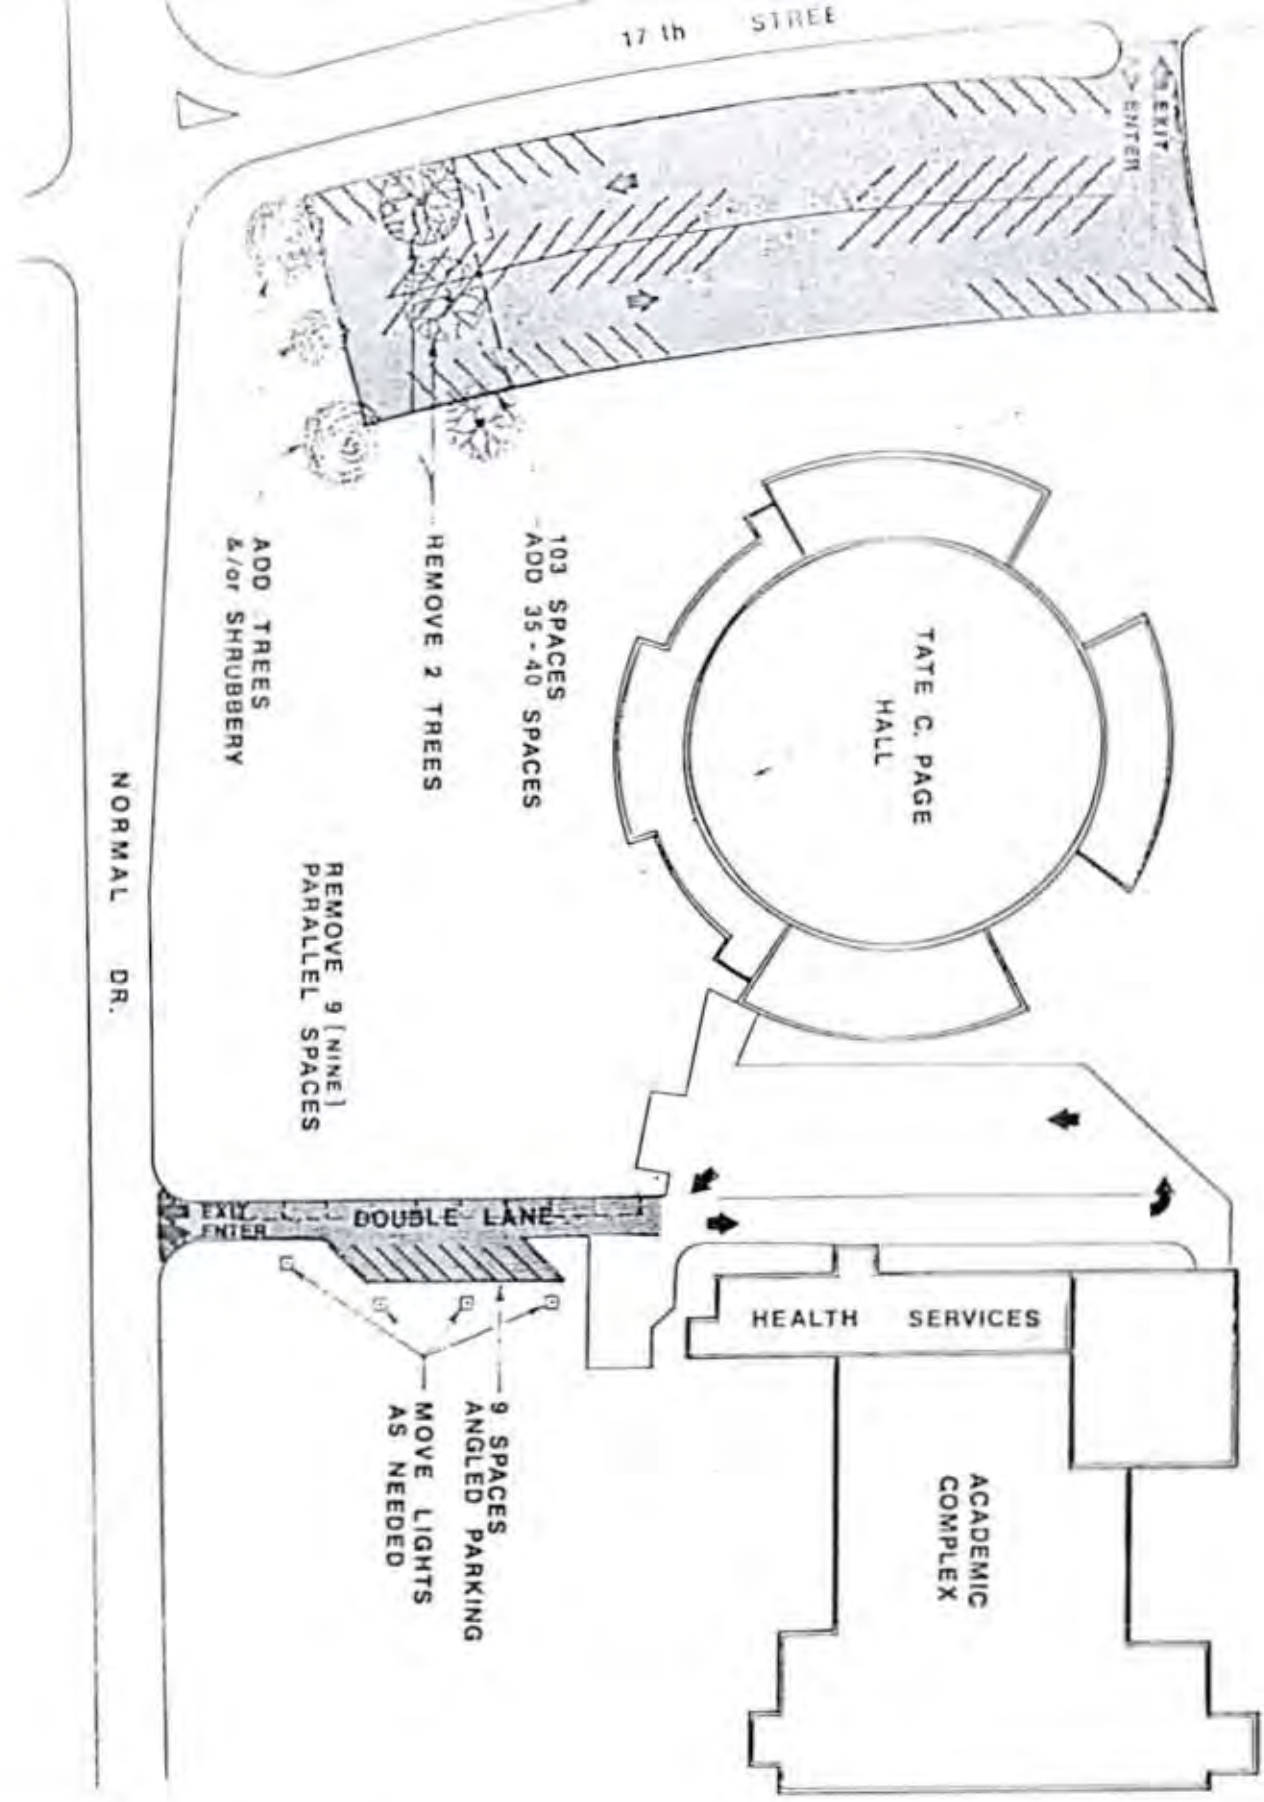 17 th STREE
EXIT
ENTER
TATE C. PAGE
HALL
103 SPACES
ADD 35 - 40 SPACES
REMOVE 2 TREES
ADD TREES
&/or SHRUBBERY
NORMAL DR.
REMOVE 9 [NINE]
PARALLEL SPACES
EXIT
ENTER
DOUBLE LANE
HEALTH SERVICES
9 SPACES
ANGLED PARKING
MOVE LIGHTS
AS NEEDED
ACADEMIC
COMPLEX